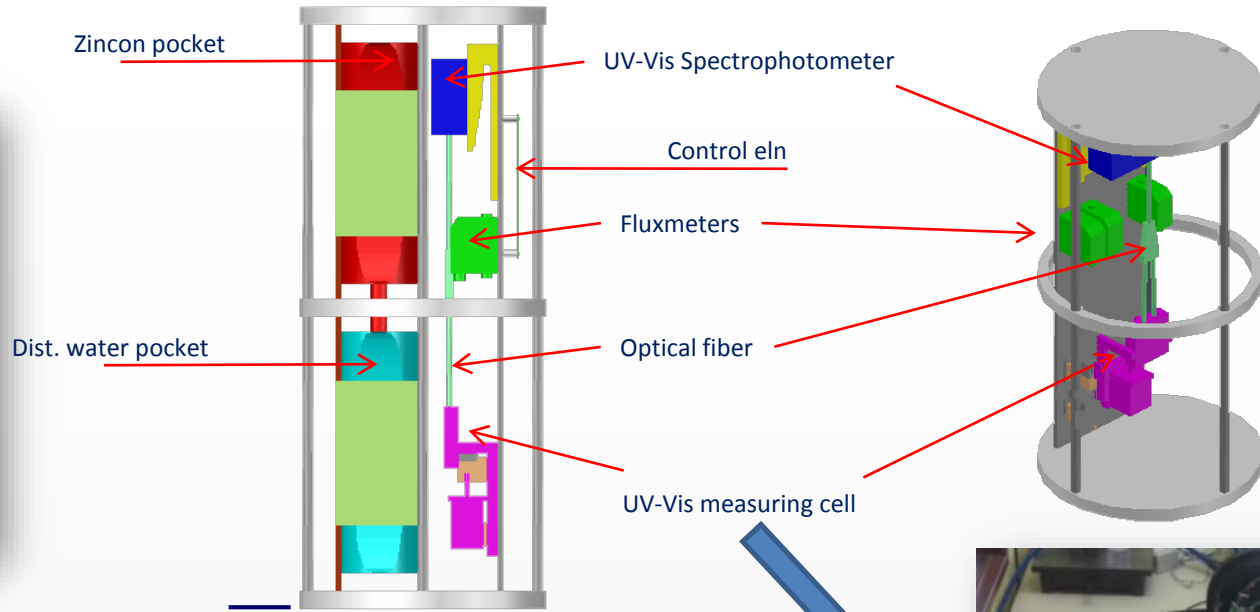 Zincon pocket
UV-Vis Spectrophotometer
Control eln
Fluxmeters
Dist. water pocket
Optical fiber
UV-Vis measuring cell